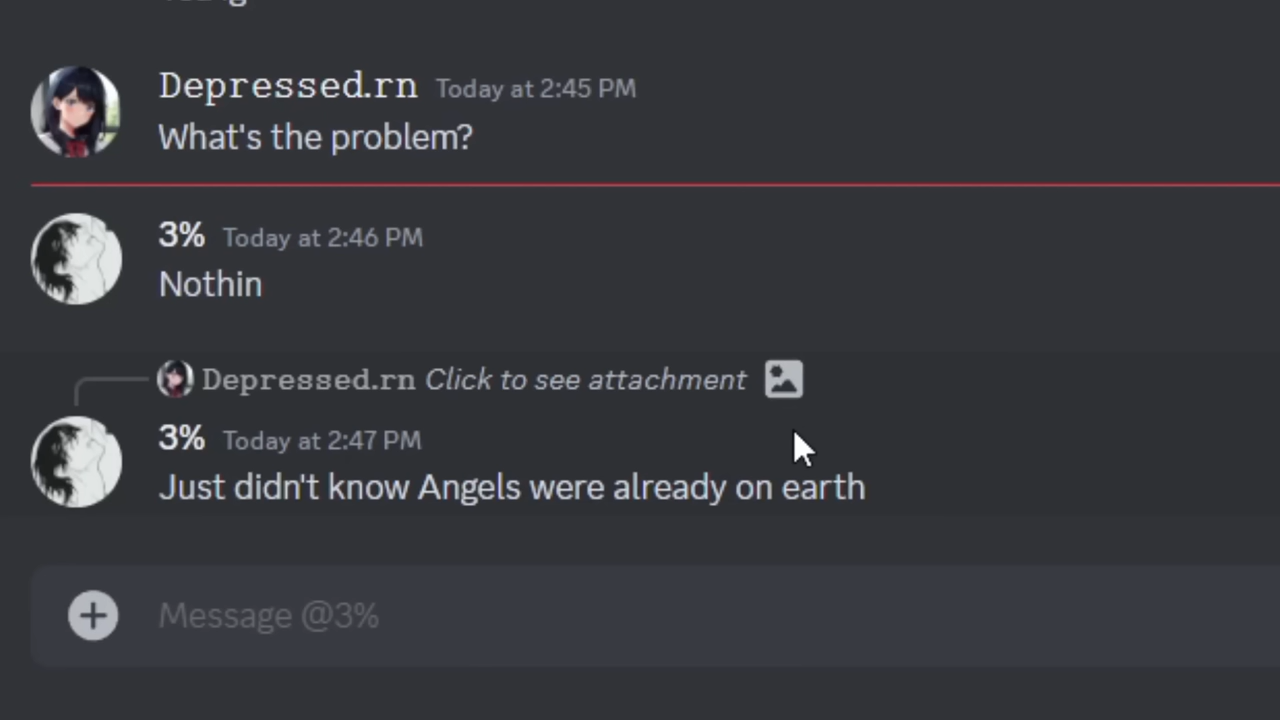 Depressed.rn Today at 2:45 PM
What's the problem?
3% Today at 2:46 PM
Nothin
Depressed.rn Click to see attachment
3% Today at 2:47 PM
Just didn't know Angels were already on earth
Message @3%